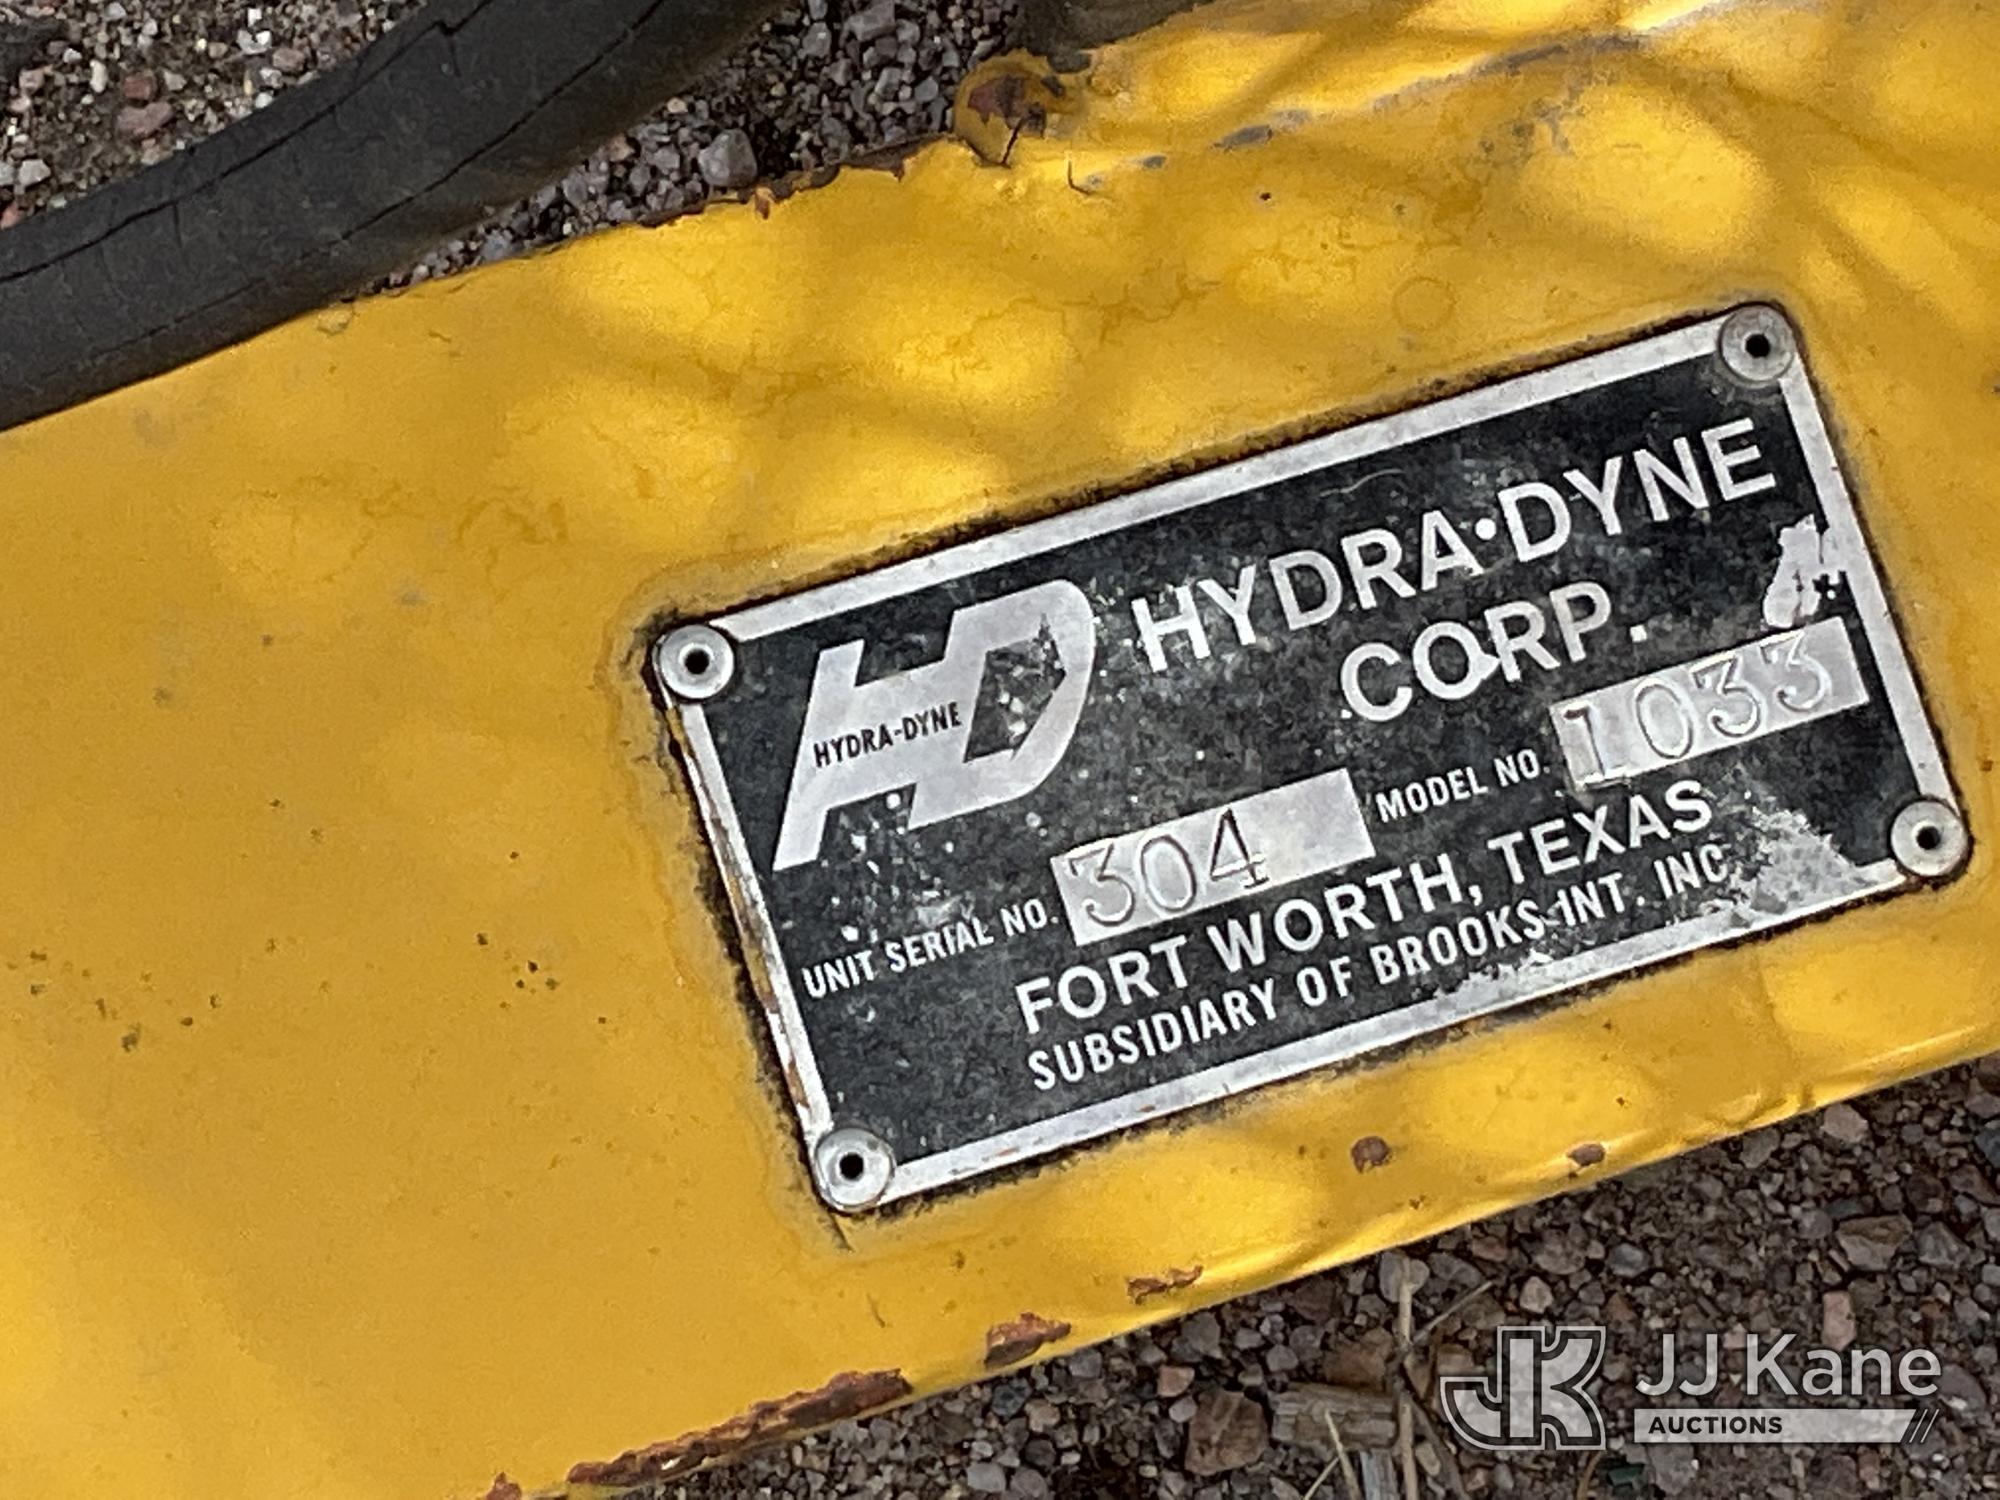 HYDRA·DYNE
CORP.
HYDRA-DYNE
UNIT SERIAL NO. 304 MODEL NO. 1033
FORT WORTH, TEXAS
SUBSIDIARY OF BROOKS INT. INC
JK JJ Kane
AUCTIONS